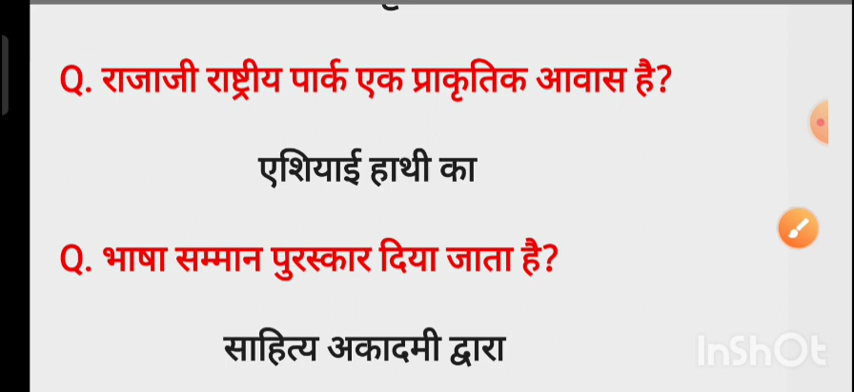 Q. राजाजी राष्ट्रीय पार्क एक प्राकृतिक आवास है?
एशियाई हाथी का
Q. भाषा सम्मान पुरस्कार दिया जाता है?
साहित्य अकादमी द्वारा
InShOt